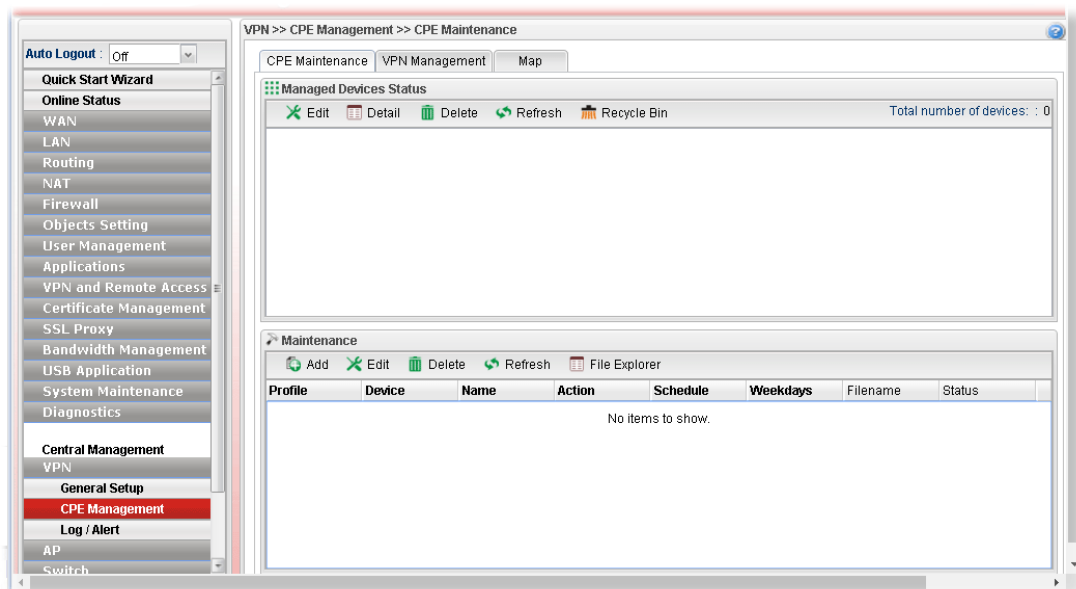 VPN >> CPE Management >> CPE Maintenance
Auto Logout : Off
Quick Start Wizard
Online Status
WAN
LAN
Routing
NAT
Firewall
Objects Setting
User Management
Applications
VPN and Remote Access
Certificate Management
SSL Proxy
Bandwidth Management
USB Application
System Maintenance
Diagnostics
Central Management
VPN
General Setup
CPE Management
Log / Alert
AP
Switch
CPE Maintenance VPN Management Map
Managed Devices Status
Edit Detail Delete Refresh Recycle Bin Total number of devices: : 0
Maintenance
Add Edit Delete Refresh File Explorer
Profile Device Name Action Schedule Weekdays Filename Status
No items to show.